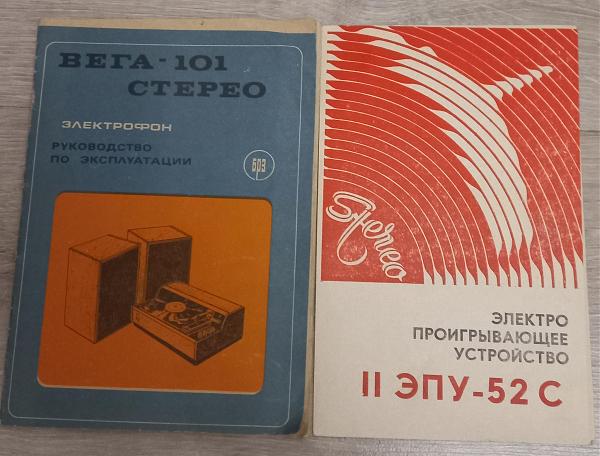 ВЕГА-101
СТЕРЕО
ЭЛЕКТРОФОН
РУКОВОДСТВО
ПО ЭКСПЛУАТАЦИИ
БРЗ
Stereo
ЭЛЕКТРО
ПРОИГРЫВАЮЩЕЕ
УСТРОЙСТВО
II ЭПУ-52 С